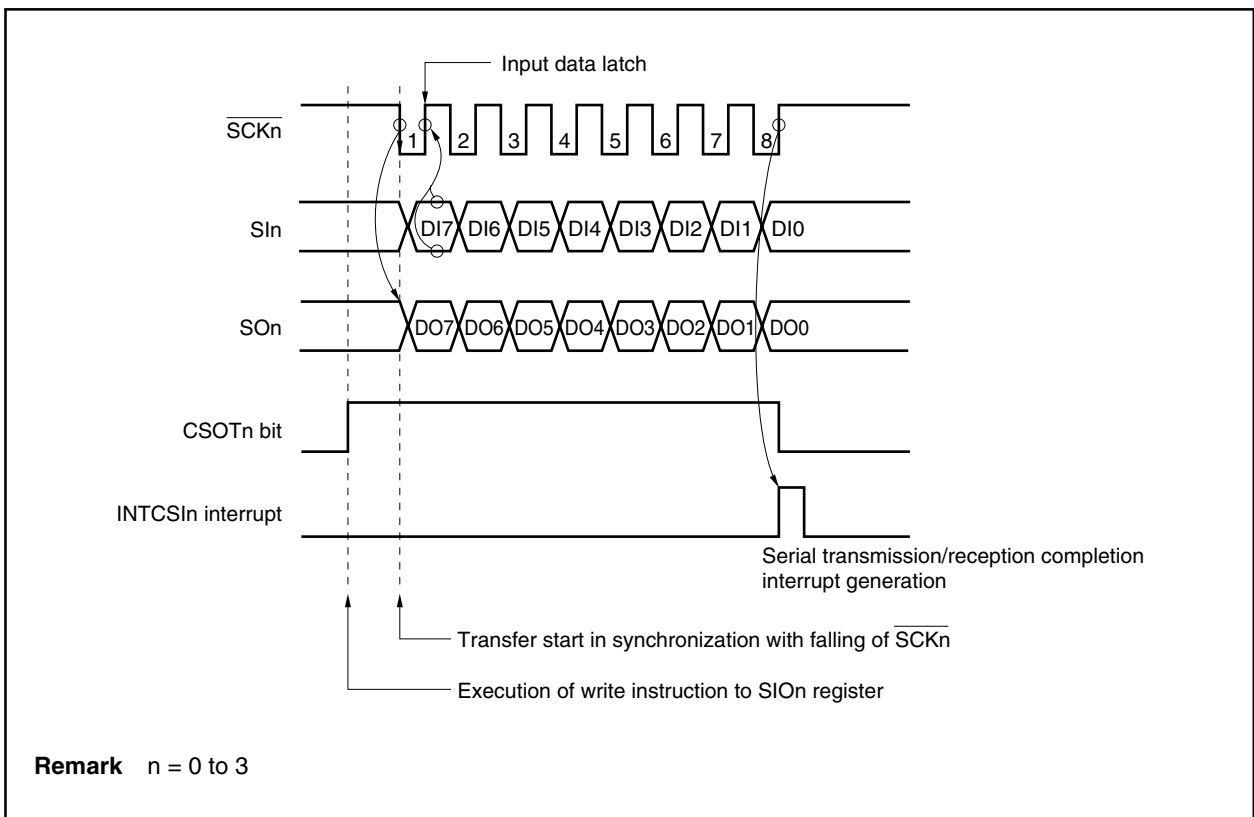 Input data latch
SCKn
1 2 3 4 5 6 7 8
SIn
DI7 DI6 DI5 DI4 DI3 DI2 DI1 DI0
SOn
DO7 DO6 DO5 DO4 DO3 DO2 DO1 DO0
CSOTn bit
INTCSIn interrupt
Serial transmission/reception completion
interrupt generation
Transfer start in synchronization with falling of SCKn
Execution of write instruction to SIOn register
Remark n = 0 to 3